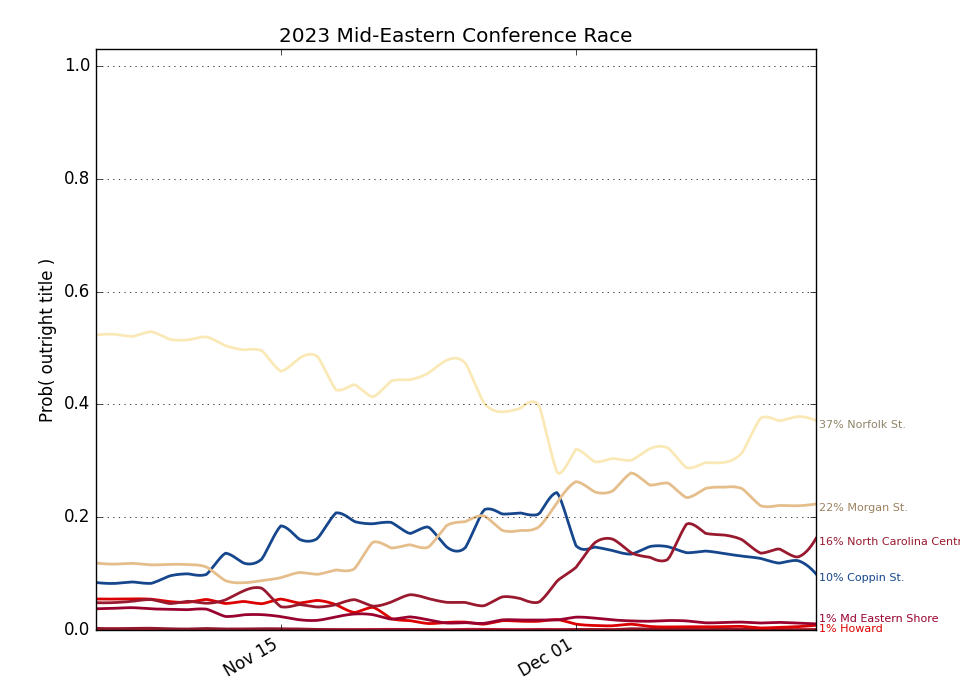 2023 Mid-Eastern Conference Race
Prob( outright title )
1.0
0.8
0.6
0.4
0.2
0.0
Nov 15
Dec 01
37% Norfolk St.
22% Morgan St.
16% North Carolina Centr
10% Coppin St.
1% Md Eastern Shore
1% Howard